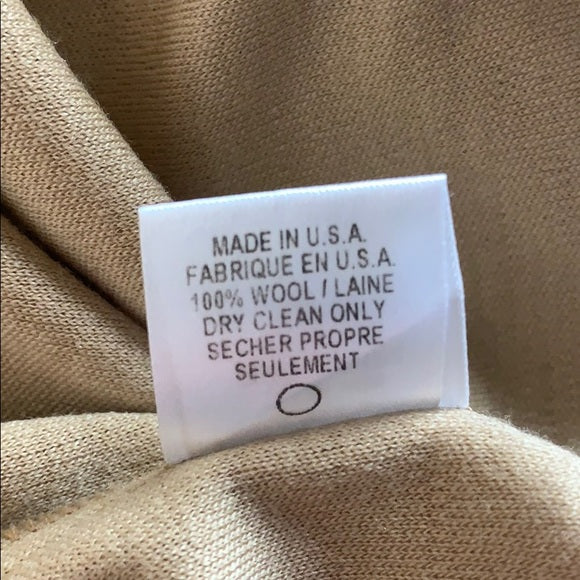 MADE IN U.S.A.
FABRIQUE EN U.S.A.
100% WOOL / LAINE
DRY CLEAN ONLY
SECHER PROPRE
SEULEMENT